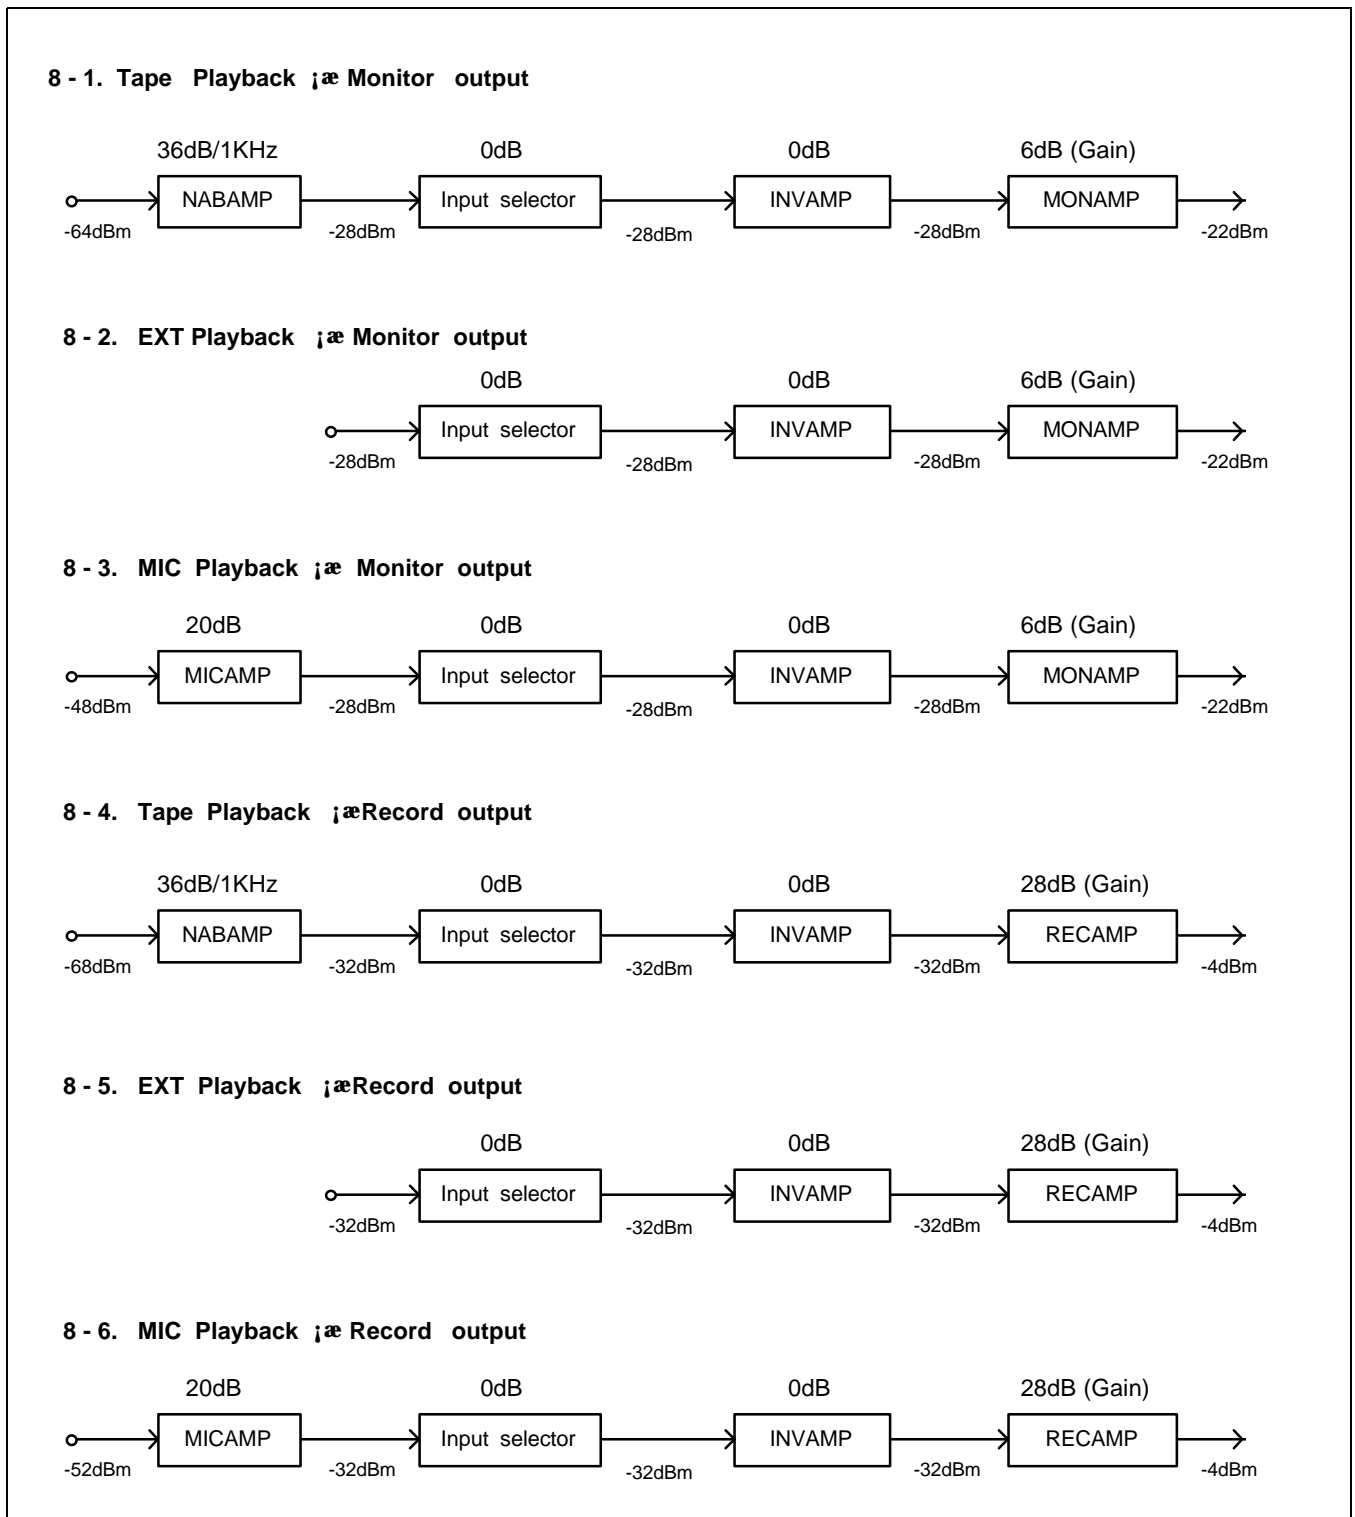 8 - 1. Tape Playback ¡æ Monitor output
36dB/1KHz 0dB 0dB 6dB (Gain)
NABAMP Input selector INVAMP MONAMP
-64dBm -28dBm -28dBm -28dBm -22dBm
8 - 2. EXT Playback ¡æ Monitor output
0dB 0dB 6dB (Gain)
Input selector INVAMP MONAMP
-28dBm -28dBm -28dBm -22dBm
8 - 3. MIC Playback ¡æ Monitor output
20dB 0dB 0dB 6dB (Gain)
MICAMP Input selector INVAMP MONAMP
-48dBm -28dBm -28dBm -28dBm -22dBm
8 - 4. Tape Playback ¡æRecord output
36dB/1KHz 0dB 0dB 28dB (Gain)
NABAMP Input selector INVAMP RECAMP
-68dBm -32dBm -32dBm -32dBm -4dBm
8 - 5. EXT Playback ¡æRecord output
0dB 0dB 28dB (Gain)
Input selector INVAMP RECAMP
-32dBm -32dBm -32dBm -4dBm
8 - 6. MIC Playback ¡æ Record output
20dB 0dB 0dB 28dB (Gain)
MICAMP Input selector INVAMP RECAMP
-52dBm -32dBm -32dBm -32dBm -4dBm